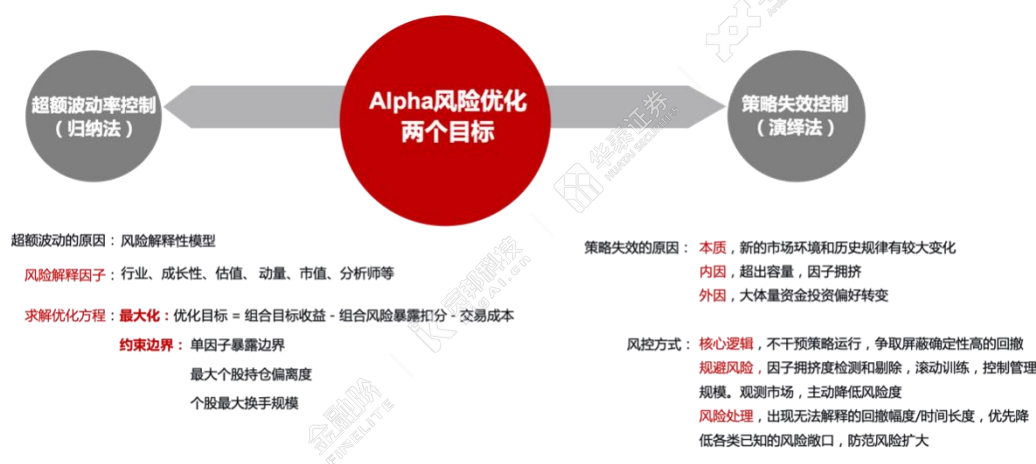 超额波动率控制
（归纳法）
Alpha风险优化
两个目标
策略失效控制
（演绎法）
超额波动的原因：风险解释性模型
风险解释因子：行业、成长性、估值、动量、市值、分析师等
求解优化方程：最大化：优化目标 = 组合目标收益 - 组合风险暴露扣分 - 交易成本
约束边界：单因子暴露边界
最大个股持仓偏离度
个股最大换手规模
策略失效的原因：本质，新的市场环境和历史规律有较大变化
内因，超出容量，因子拥挤
外因，大体量资金投资偏好转变
风控方式：核心逻辑，不干预策略运行，争取屏蔽确定性高的回撤
规避风险，因子拥挤度检测和剔除，滚动训练，控制管理
规模。观测市场，主动降低风险度
风险处理，出现无法解释的回撤幅度/时间长度，优先降
低各类已知的风险敞口，防范风险扩大
华泰证券
HUATAI SECURITIES
金融阶
FINELITE